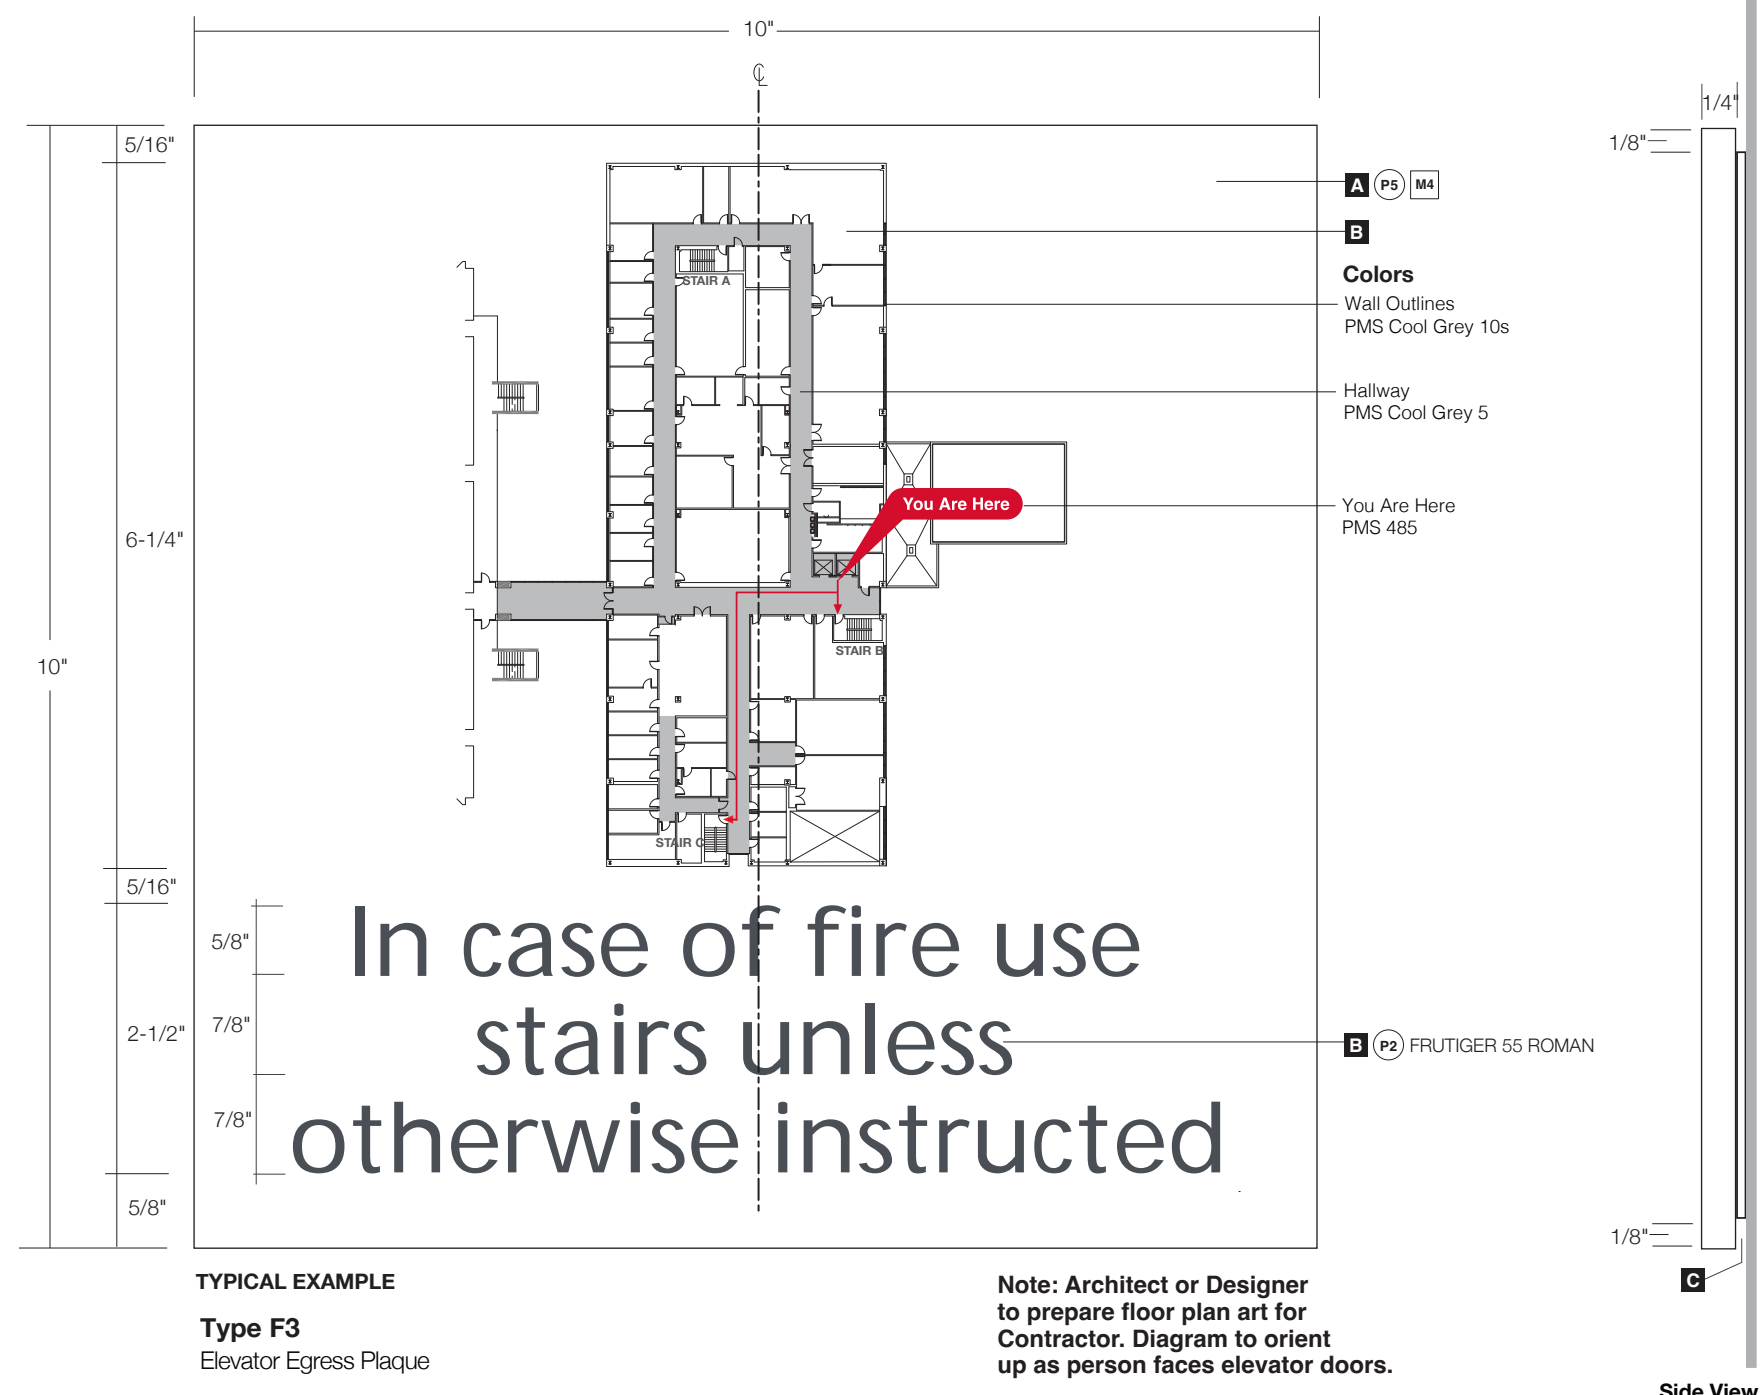 10"
℄
1/4"
5/16"
1/8"
A P5 M4
B
STAIR A
Colors
Wall Outlines
PMS Cool Grey 10s
Hallway
PMS Cool Grey 5
You Are Here
You Are Here
PMS 485
6-1/4"
10"
STAIR B
STAIR C
5/16"
5/8"
In case of fire use
7/8"
2-1/2"
stairs unless
B P2 FRUTIGER 55 ROMAN
7/8"
otherwise instructed
5/8"
1/8"
C
TYPICAL EXAMPLE
Type F3
Elevator Egress Plaque
Note: Architect or Designer
to prepare floor plan art for
Contractor. Diagram to orient
up as person faces elevator doors.
Side View